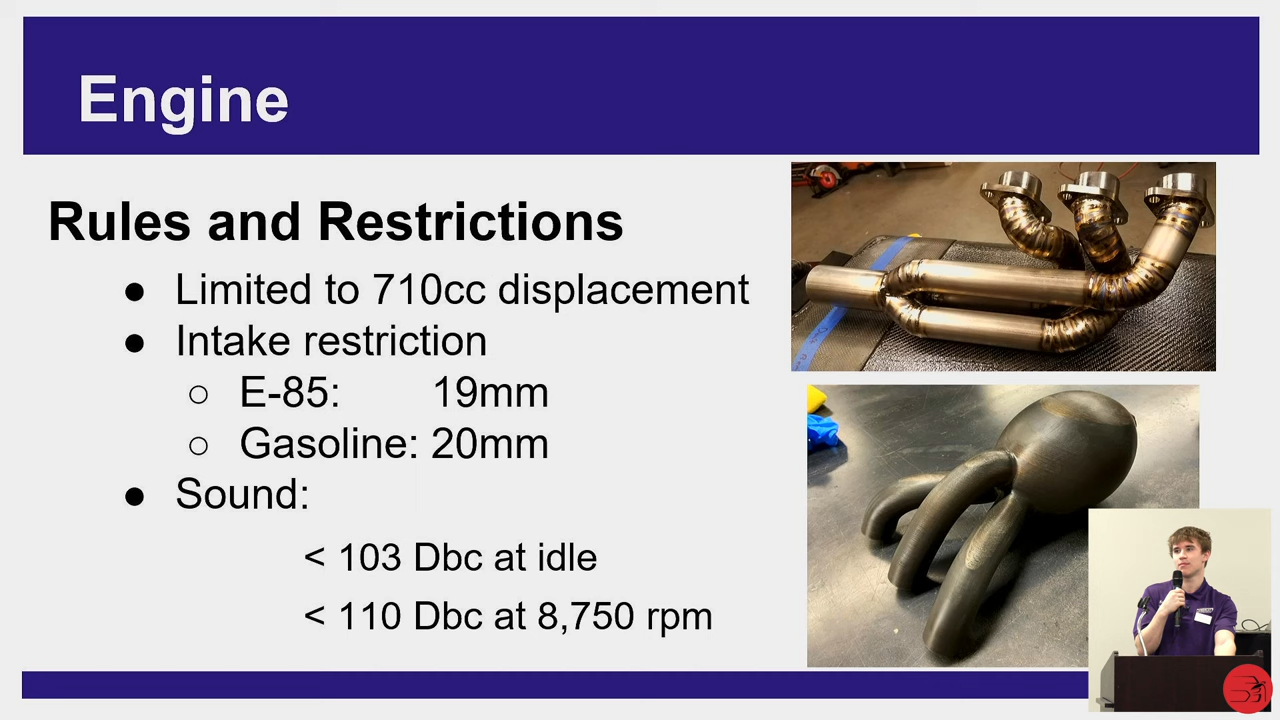 Engine
Rules and Restrictions
● Limited to 710cc displacement
● Intake restriction
○ E-85: 19mm
○ Gasoline: 20mm
● Sound:
< 103 Dbc at idle
< 110 Dbc at 8,750 rpm